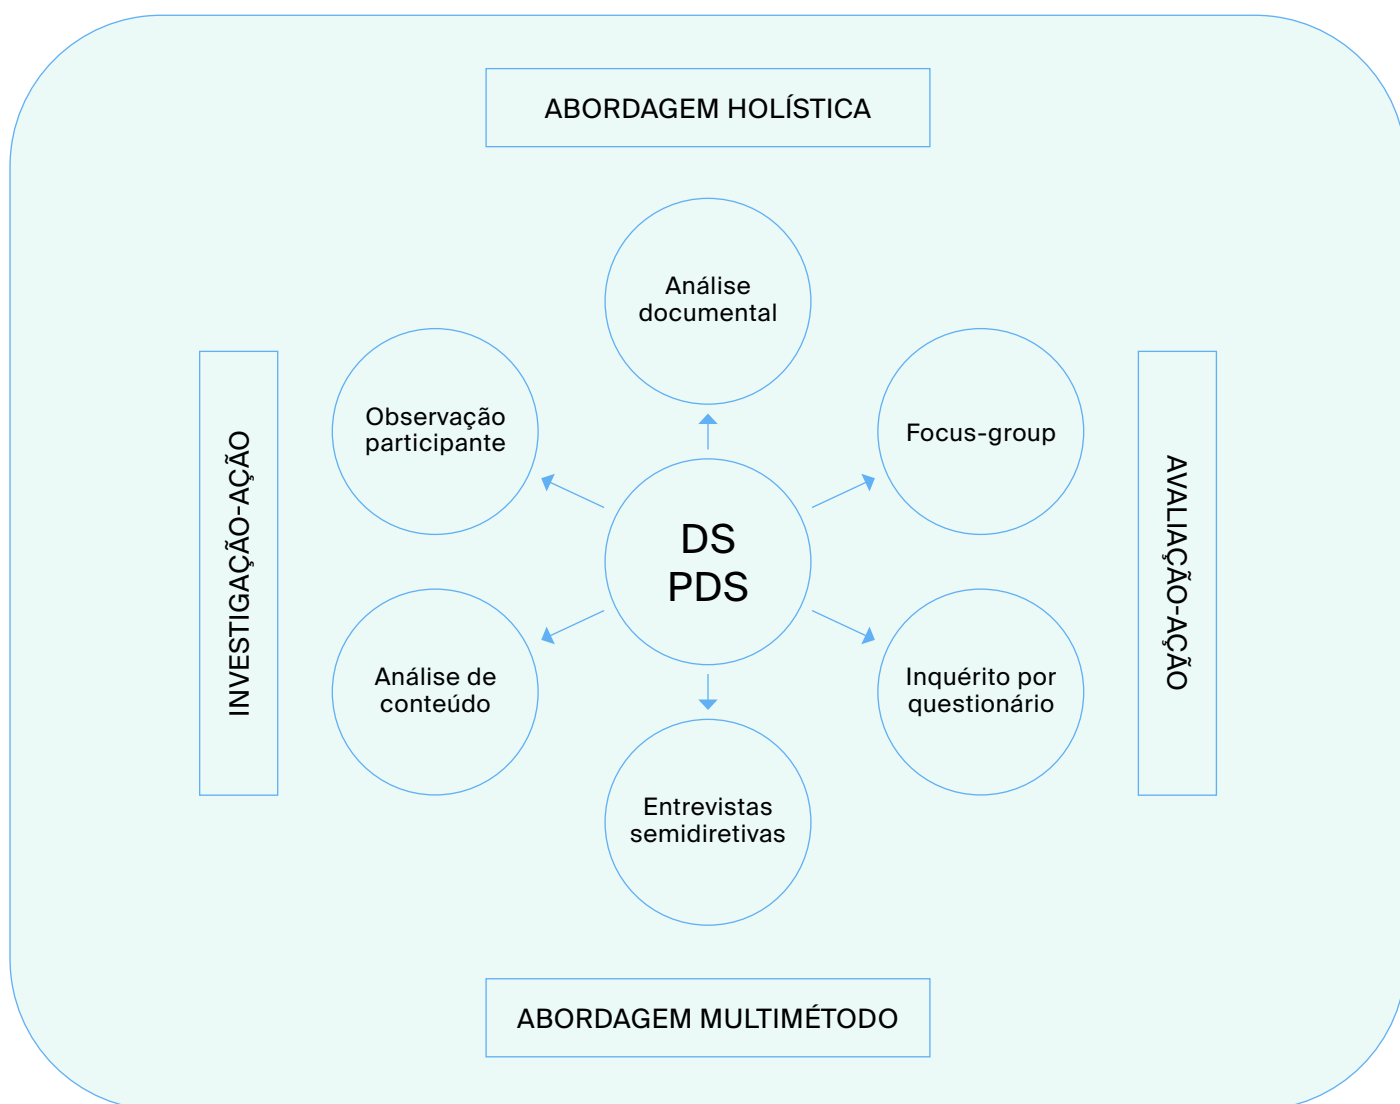 ABORDAGEM HOLÍSTICA
Análise
documental
Observação
participante
Focus-group
INVESTIGAÇÃO-AÇÃO
DS
PDS
AVALIAÇÃO-AÇÃO
Análise de
conteúdo
Inquérito por
questionário
Entrevistas
semidiretivas
ABORDAGEM MULTIMÉTODO